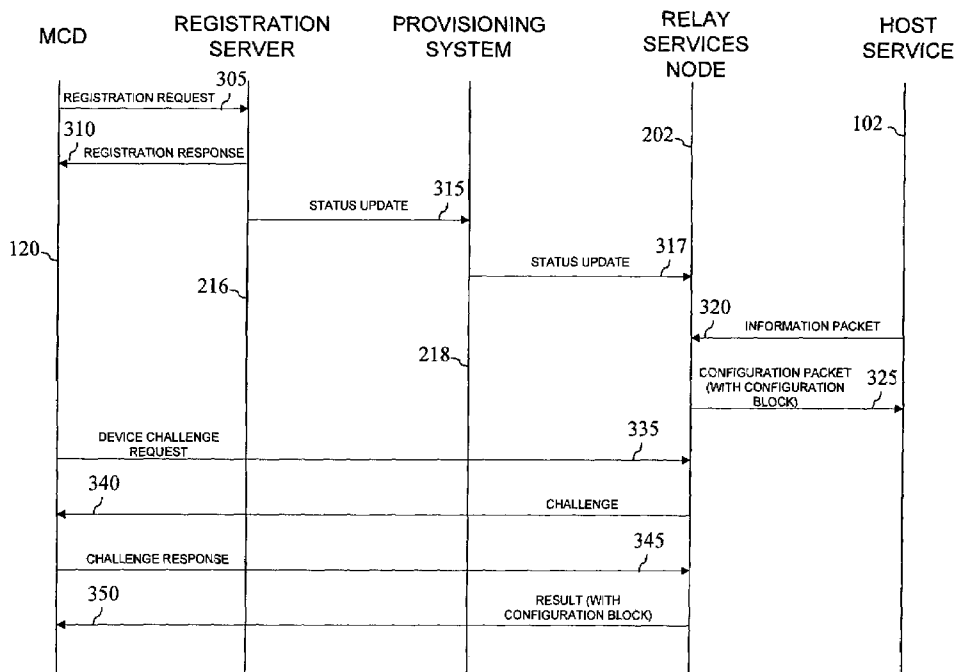 MCD
REGISTRATION
SERVER
PROVISIONING
SYSTEM
RELAY
SERVICES
NODE
HOST
SERVICE
REGISTRATION REQUEST
305
310
REGISTRATION RESPONSE
202
102
STATUS UPDATE
315
120
STATUS UPDATE
317
216
320
INFORMATION PACKET
218
CONFIGURATION PACKET
(WITH CONFIGURATION
BLOCK)
325
DEVICE CHALLENGE
REQUEST
335
340
CHALLENGE
CHALLENGE RESPONSE
345
350
RESULT (WITH
CONFIGURATION BLOCK)